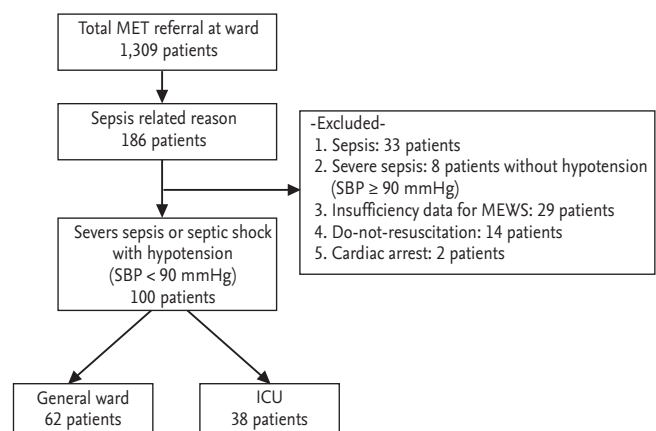 Total MET referral at ward
1,309 patients
Sepsis related reason
186 patients
-Excluded-
1. Sepsis: 33 patients
2. Severe sepsis: 8 patients without hypotension
(SBP ≥ 90 mmHg)
3. Insufficiency data for MEWS: 29 patients
4. Do-not-resuscitation: 14 patients
5. Cardiac arrest: 2 patients
Severs sepsis or septic shock
with hypotension
(SBP < 90 mmHg)
100 patients
General ward
62 patients
ICU
38 patients